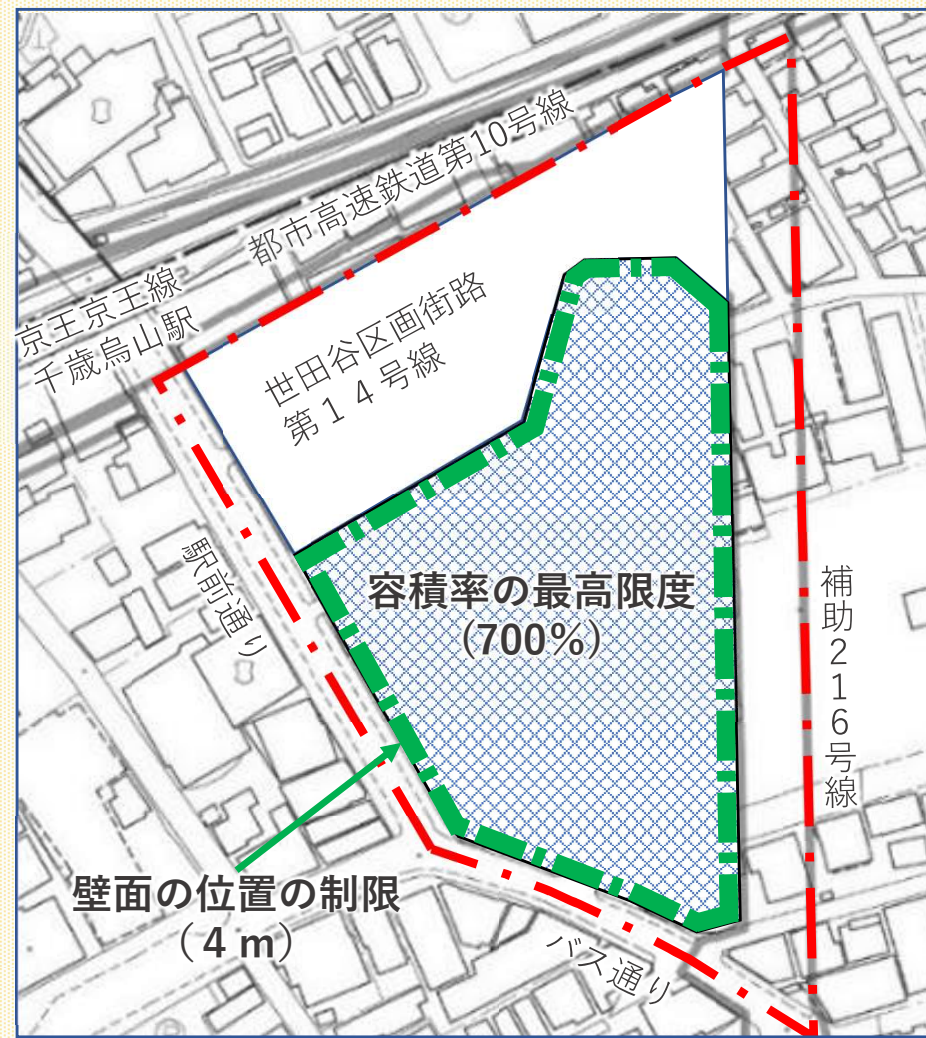 都市高速鉄道第10号線
京王京王線
千歳烏山駅
世田谷区画街路
第１４号線
駅前通り
容積率の最高限度
(700%)
補助２１６号線
壁面の位置の制限
（４ｍ）
バス通り